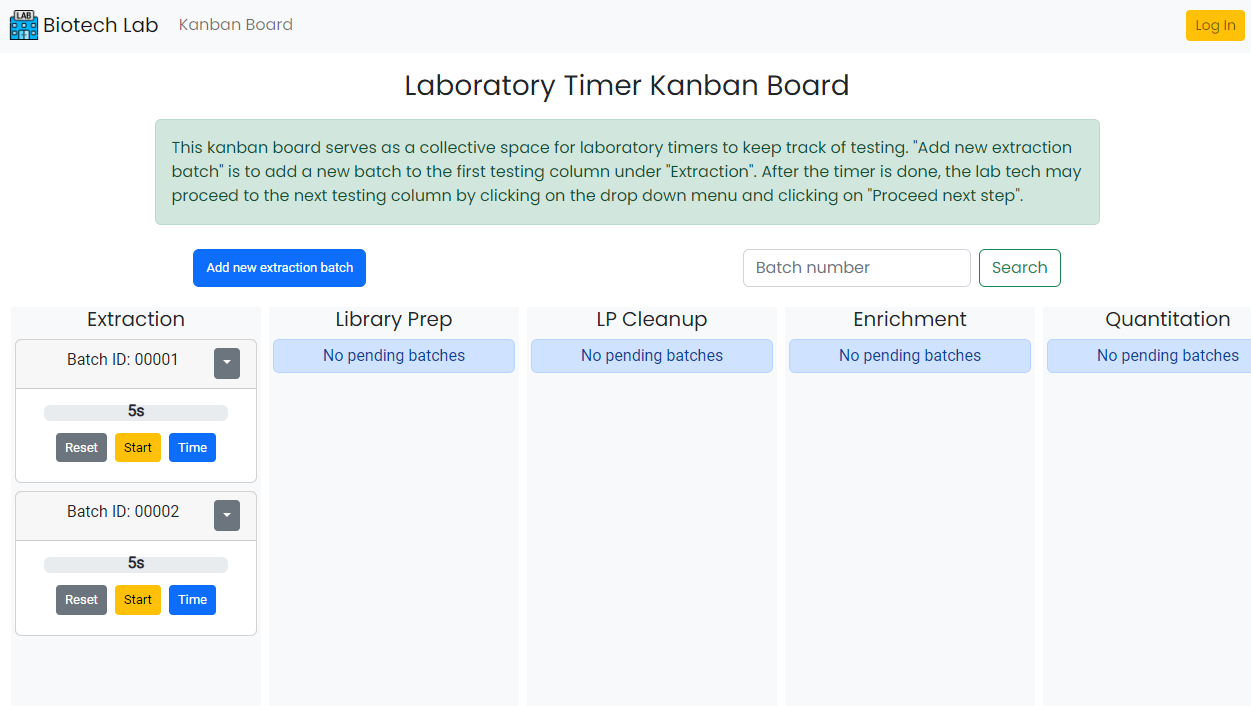 LAB
Biotech Lab Kanban Board Log In
Laboratory Timer Kanban Board
This kanban board serves as a collective space for laboratory timers to keep track of testing. "Add new extraction
batch" is to add a new batch to the first testing column under "Extraction". After the timer is done, the lab tech may
proceed to the next testing column by clicking on the drop down menu and clicking on "Proceed next step".
Add new extraction batch Batch number Search
Extraction Library Prep LP Cleanup Enrichment Quantitation
Batch ID: 00001 No pending batches No pending batches No pending batches No pending batches
5s
Reset Start Time
Batch ID: 00002
5s
Reset Start Time